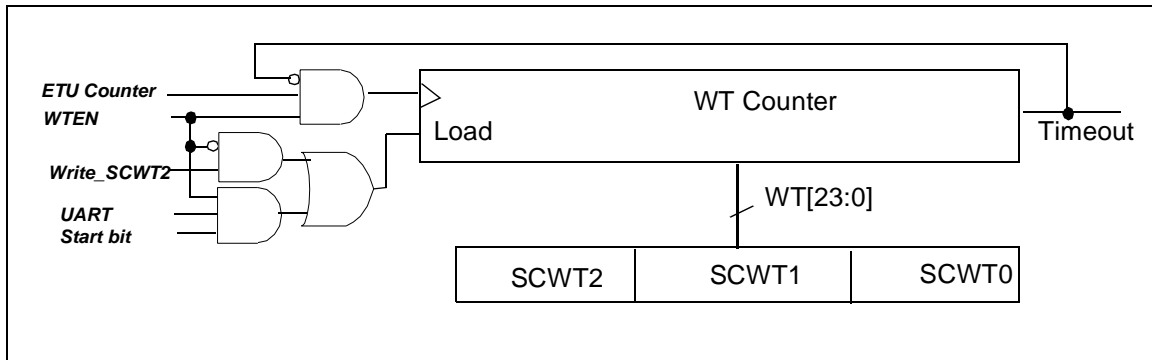 ETU Counter
WTEN
Write_SCWT2
UART
Start bit
WT Counter
Load
Timeout
WT[23:0]
SCWT2 SCWT1 SCWT0